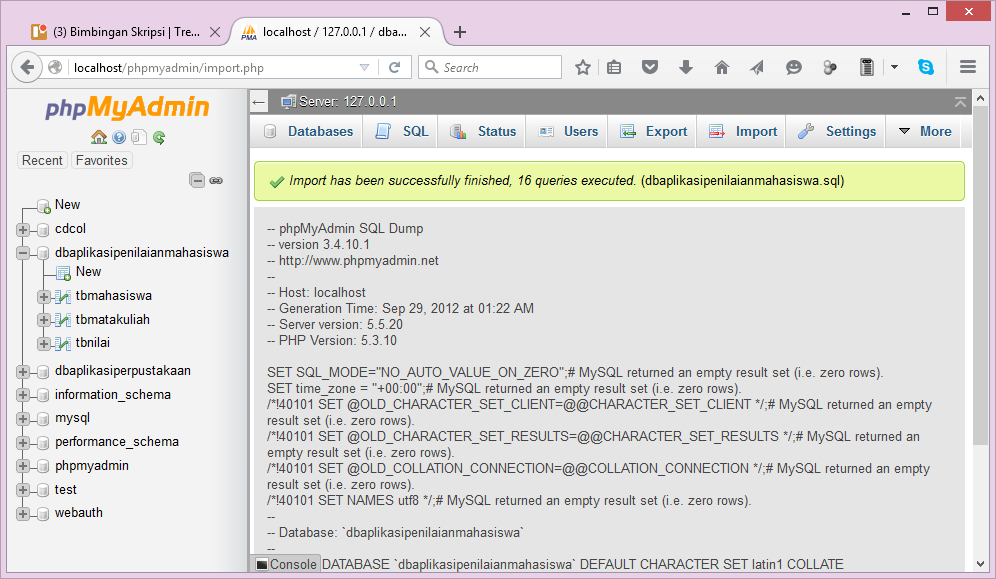 (3) Bimbingan Skripsi | Tre...
localhost / 127.0.0.1 / dba...
localhost/phpmyadmin/import.php
Search
phpMyAdmin
Recent
Favorites
New
cdcol
dbaplikasipenilaianmahasiswa
New
tbmahasiswa
tbmatakuliah
tbnilai
dbaplikasiperpustakaan
information_schema
mysql
performance_schema
phpmyadmin
test
webauth
Server: 127.0.0.1
Databases
SQL
Status
Users
Export
Import
Settings
More
Import has been successfully finished, 16 queries executed. (dbaplikasipenilaianmahasiswa.sql)
-- phpMyAdmin SQL Dump
-- version 3.4.10.1
-- http://www.phpmyadmin.net
--
-- Host: localhost
-- Generation Time: Sep 29, 2012 at 01:22 AM
-- Server version: 5.5.20
-- PHP Version: 5.3.10
SET SQL_MODE="NO_AUTO_VALUE_ON_ZERO";# MySQL returned an empty result set (i.e. zero rows).
SET time_zone = "+00:00";# MySQL returned an empty result set (i.e. zero rows).
/*!40101 SET @OLD_CHARACTER_SET_CLIENT=@@CHARACTER_SET_CLIENT */;# MySQL returned an empty
result set (i.e. zero rows).
/*!40101 SET @OLD_CHARACTER_SET_RESULTS=@@CHARACTER_SET_RESULTS */;# MySQL returned an
empty result set (i.e. zero rows).
/*!40101 SET @OLD_COLLATION_CONNECTION=@@COLLATION_CONNECTION */;# MySQL returned an empty
result set (i.e. zero rows).
/*!40101 SET NAMES utf8 */;# MySQL returned an empty result set (i.e. zero rows).
--
-- Database: `dbaplikasipenilaianmahasiswa`
--
Console
DATABASE `dbaplikasipenilaianmahasiswa` DEFAULT CHARACTER SET latin1 COLLATE